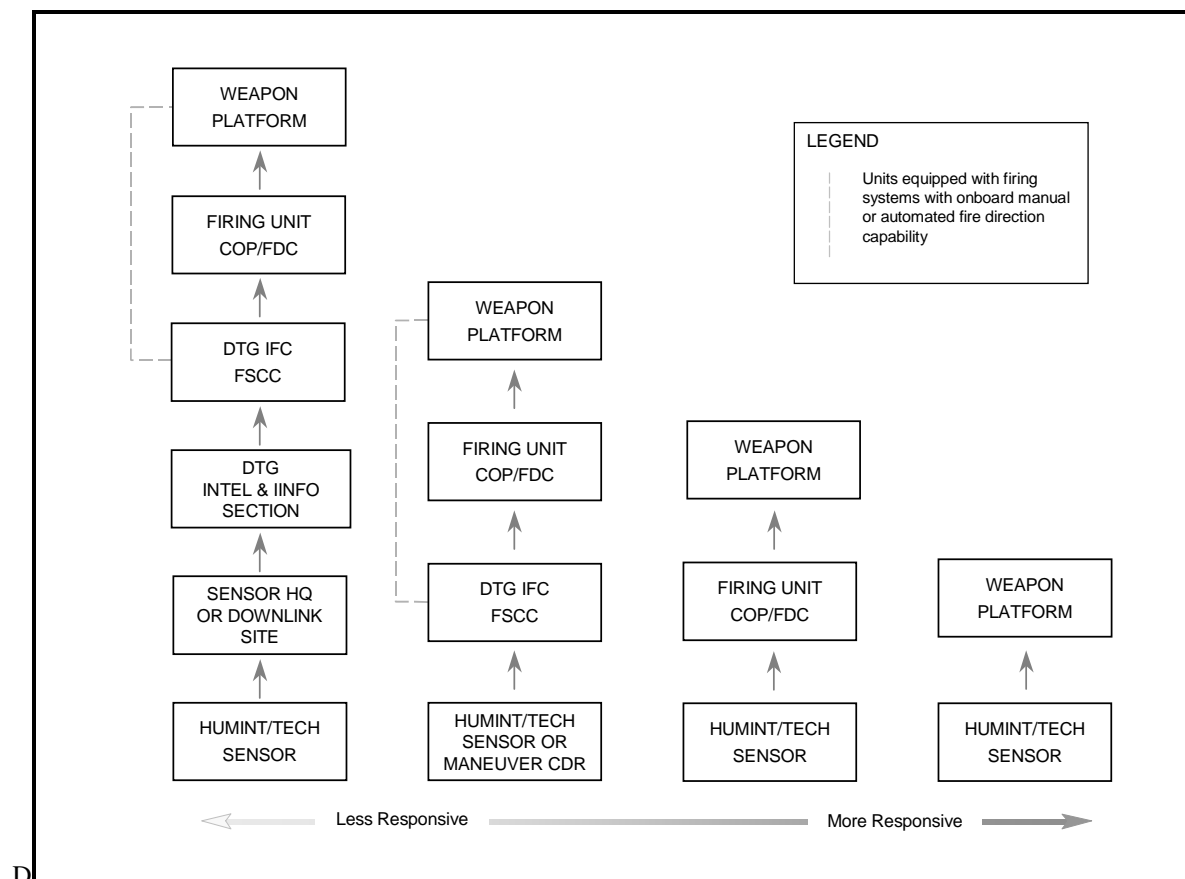 WEAPON
PLATFORM
FIRING UNIT
COP/FDC
DTG IFC
FSCC
DTG
INTEL & IINFO
SECTION
SENSOR HQ
OR DOWNLINK
SITE
HUMINT/TECH
SENSOR
WEAPON
PLATFORM
FIRING UNIT
COP/FDC
DTG IFC
FSCC
HUMINT/TECH
SENSOR OR
MANEUVER CDR
WEAPON
PLATFORM
FIRING UNIT
COP/FDC
HUMINT/TECH
SENSOR
WEAPON
PLATFORM
HUMINT/TECH
SENSOR
LEGEND
Units equipped with firing
systems with onboard manual
or automated fire direction
capability
Less Responsive
More Responsive
D